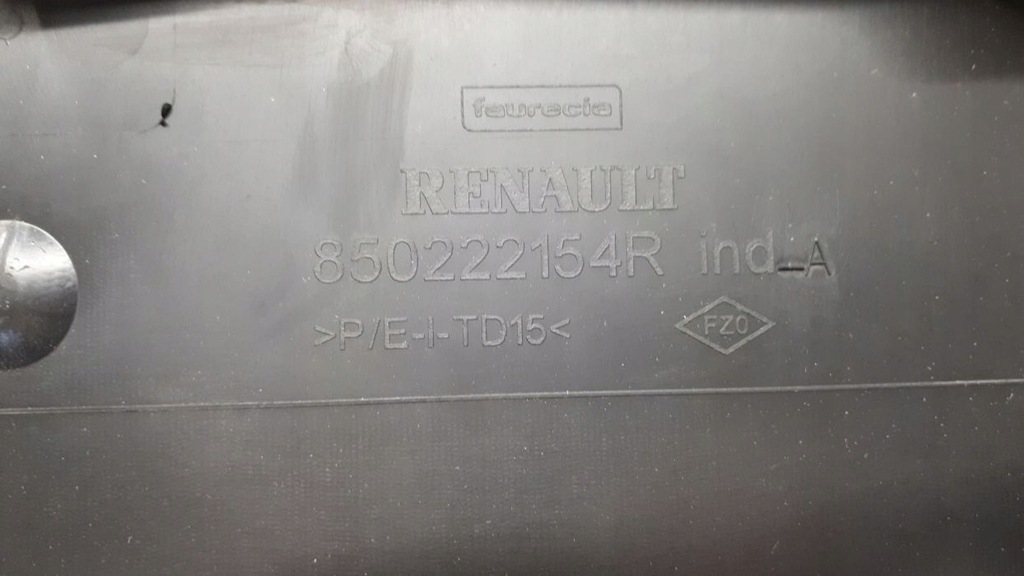 faurecia
RENAULT
850222154R ind_A
>P/E-I-TD15<
FZ0